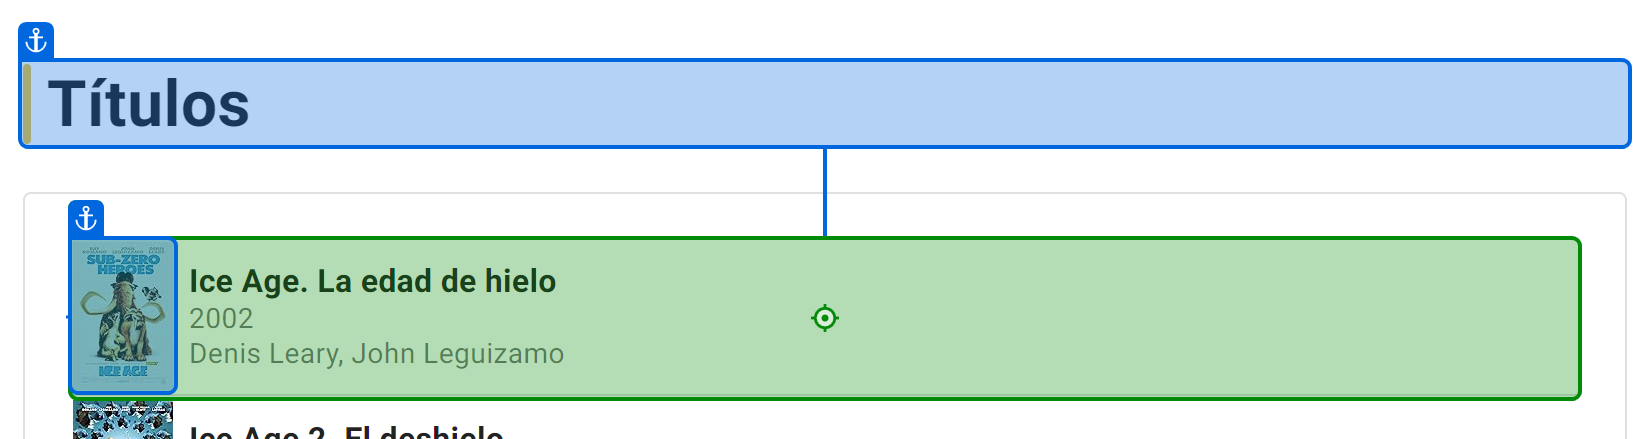 Títulos
SUB-ZERO
HEROES
ICE AGE
Ice Age. La edad de hielo
2002
Denis Leary, John Leguizamo
Ice Age 2. El deshielo